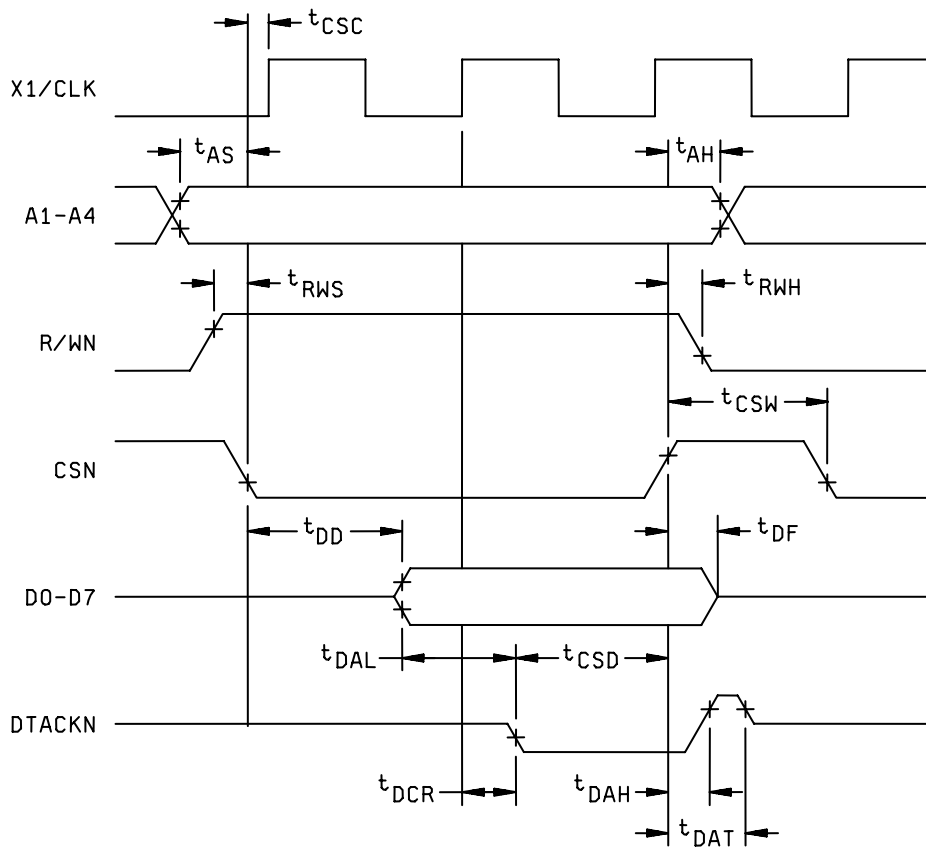 tCSC
X1/CLK
tAS
tAH
A1-A4
tRWS
tRWH
R/WN
tCSW
CSN
tDD
tDF
D0-D7
tDAL
tCSD
DTACKN
tDCR
tDAH
tDAT